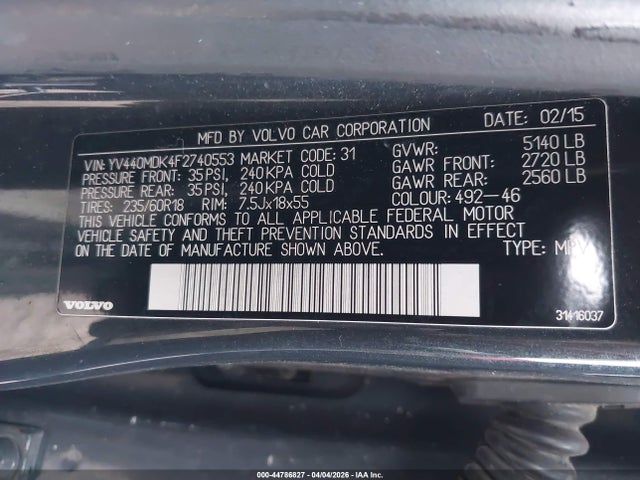 MFD BY VOLVO CAR CORPORATION DATE: 02/15
VIN: YV440MDK4F2740553 MARKET CODE: 31 GVWR: 5140 LB
PRESSURE FRONT: 35 PSI, 240 KPA COLD GAWR FRONT: 2720 LB
PRESSURE REAR: 35 PSI, 240 KPA COLD GAWR REAR: 2560 LB
TIRES: 235/60R18 RIM: 7.5Jx18x55 COLOUR: 492-46
THIS VEHICLE CONFORMS TO ALL APPLICABLE FEDERAL MOTOR
VEHICLE SAFETY AND THEFT PREVENTION STANDARDS IN EFFECT
ON THE DATE OF MANUFACTURE SHOWN ABOVE. TYPE: MPV
VOLVO 31416037
000-44786827 - 04/04/2026 - IAA Inc.